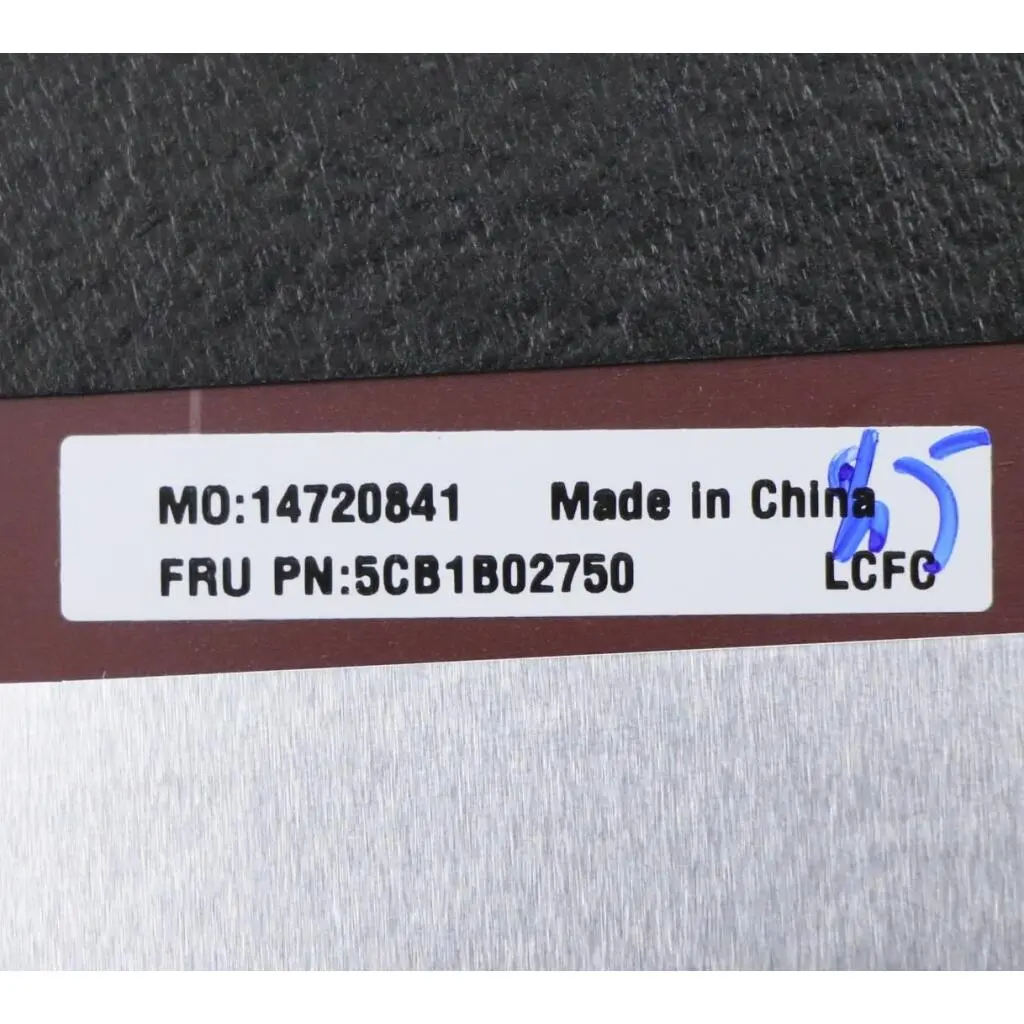 MO:14720841 Made in China
FRU PN:5CB1B02750 LCFC